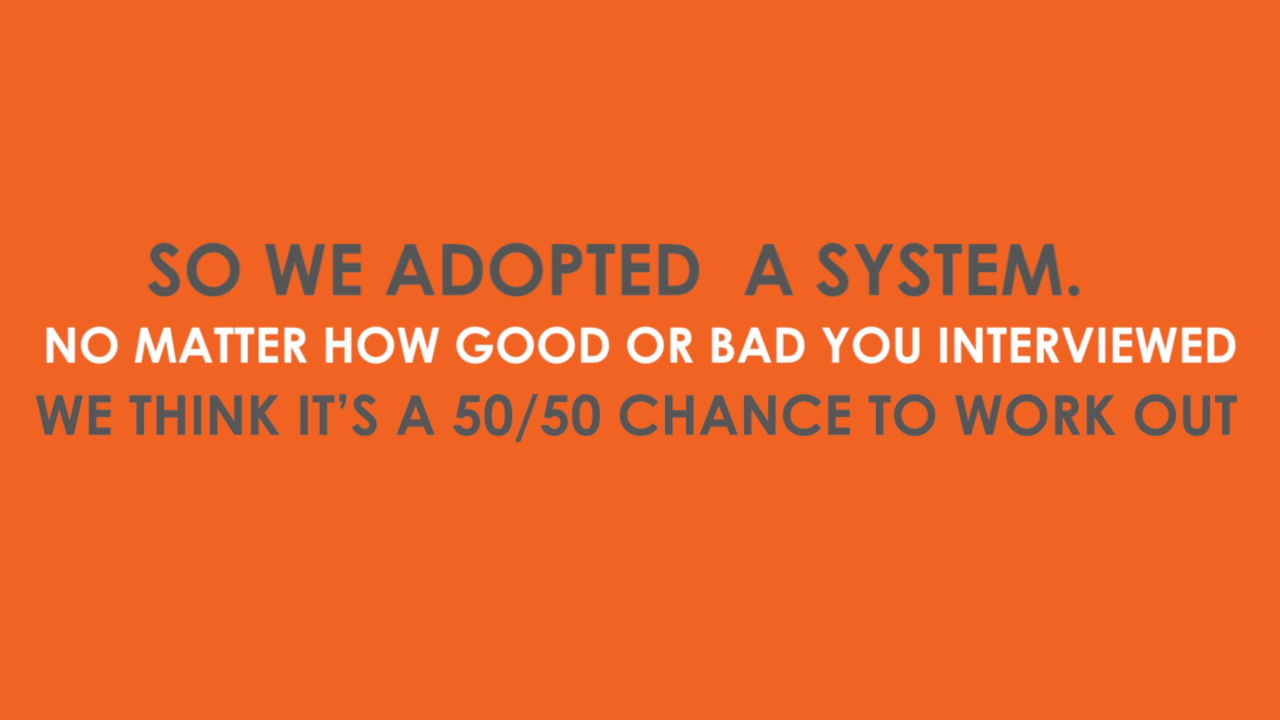 SO WE ADOPTED  A SYSTEM.
NO MATTER HOW GOOD OR BAD YOU INTERVIEWED
WE THINK IT’S A 50/50 CHANCE TO WORK OUT